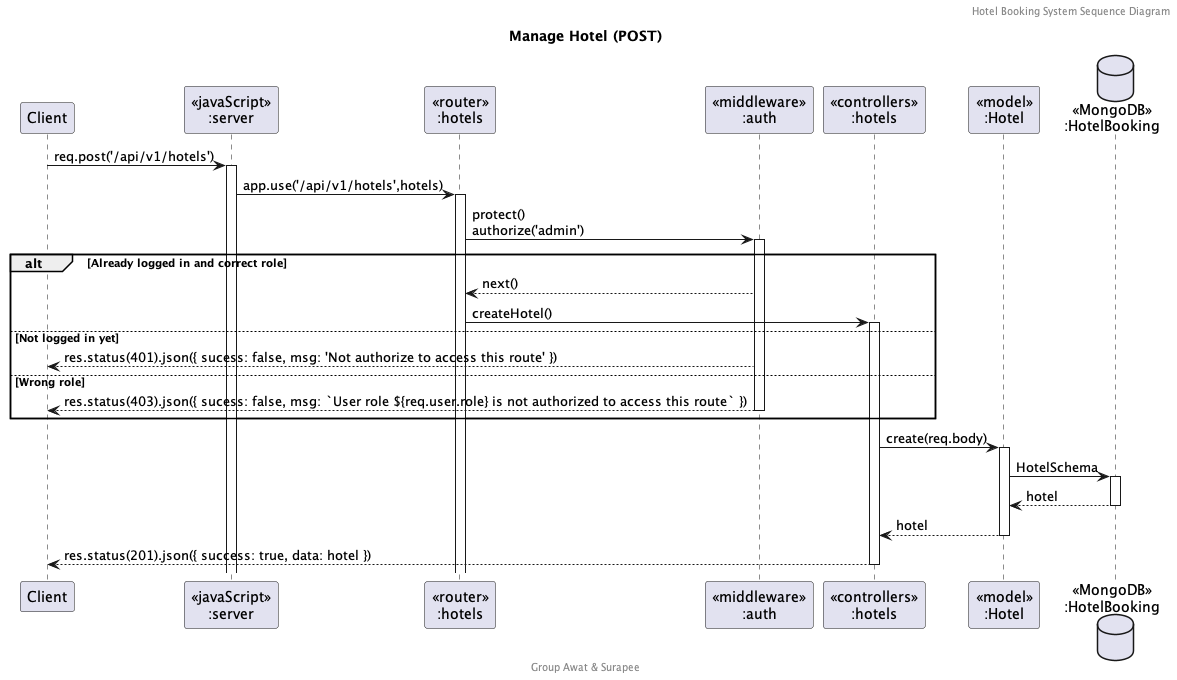 Hotel Booking System Sequence Diagram
Manage Hotel (POST)
Client
«javaScript»
:server
«router»
:hotels
«middleware»
:auth
«controllers»
:hotels
«model»
:Hotel
«MongoDB»
:HotelBooking
req.post('/api/v1/hotels')
app.use('/api/v1/hotels',hotels)
protect()
authorize('admin')
alt [Already logged in and correct role]
next()
createHotel()
[Not logged in yet]
res.status(401).json({ sucess: false, msg: 'Not authorize to access this route' })
[Wrong role]
res.status(403).json({ sucess: false, msg: `User role ${req.user.role} is not authorized to access this route` })
create(req.body)
HotelSchema
hotel
hotel
res.status(201).json({ success: true, data: hotel })
Client
«javaScript»
:server
«router»
:hotels
«middleware»
:auth
«controllers»
:hotels
«model»
:Hotel
«MongoDB»
:HotelBooking
Group Awat & Surapee